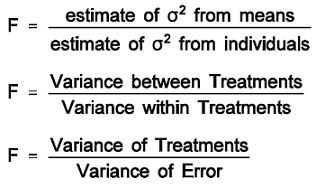 F = estimate of σ² from means
estimate of σ² from individuals
F = Variance between Treatments
Variance within Treatments
F = Variance of Treatments
Variance of Error